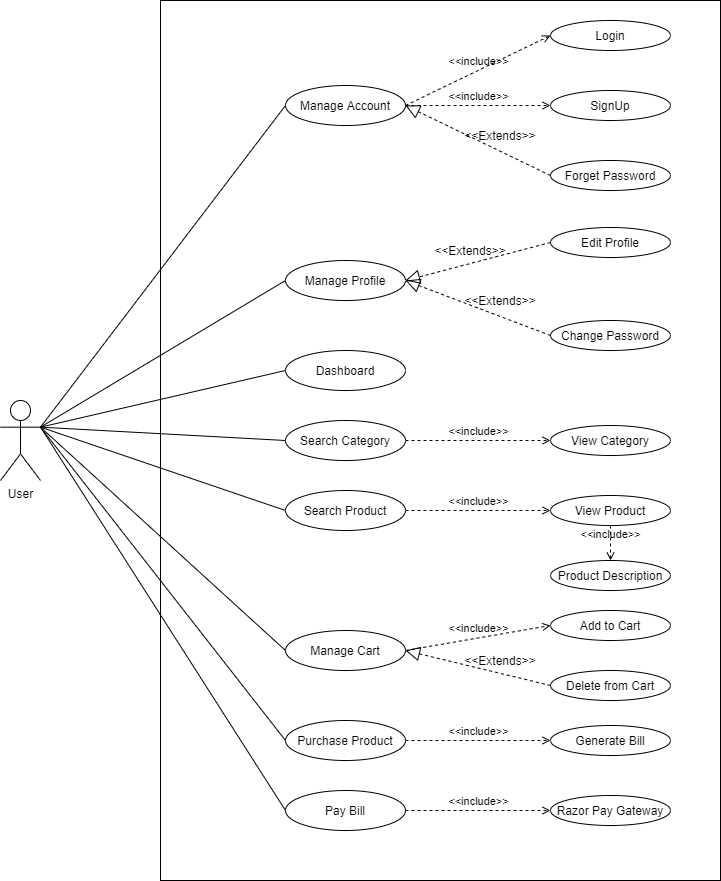 Login
<<include>>
Manage Account
<<include>>
SignUp
<<Extends>>
Forget Password
Edit Profile
<<Extends>>
Manage Profile
<<Extends>>
Change Password
Dashboard
User
Search Category
<<include>>
View Category
Search Product
<<include>>
View Product
<<include>>
Product Description
Manage Cart
<<include>>
Add to Cart
<<Extends>>
Delete from Cart
Purchase Product
<<include>>
Generate Bill
Pay Bill
<<include>>
Razor Pay Gateway